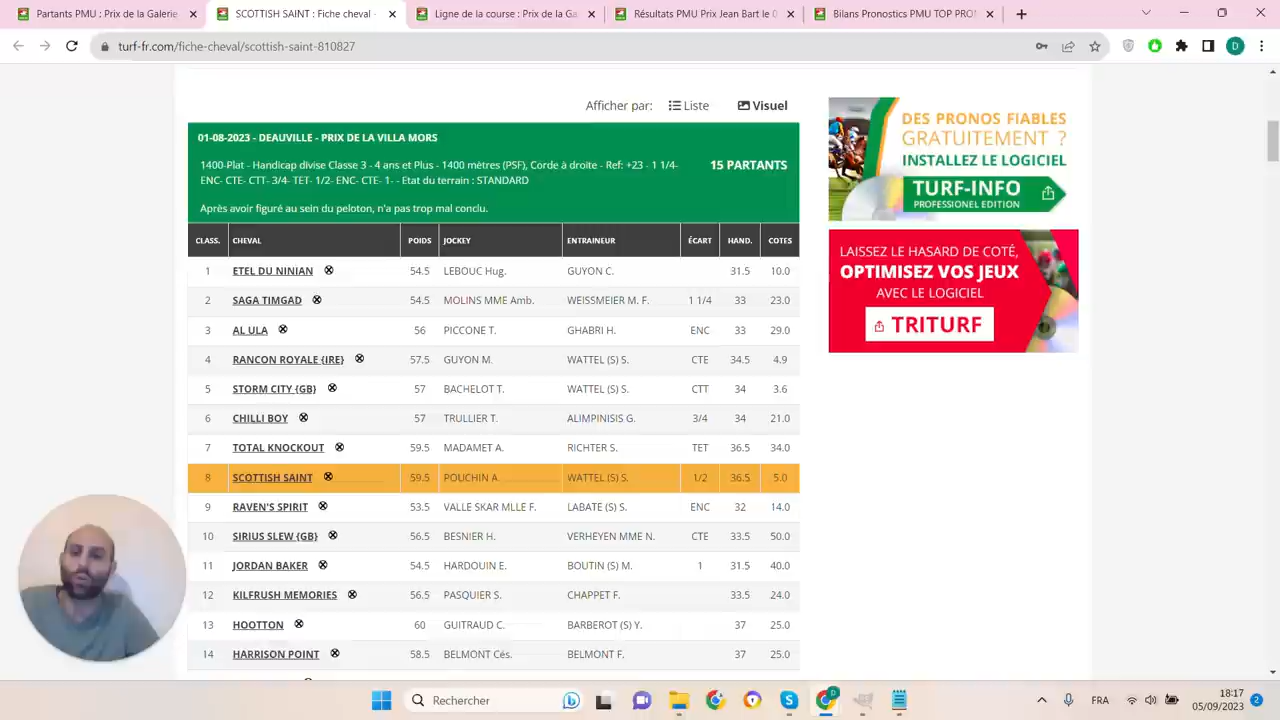 Partants PMU : Prix de la Galerie
SCOTTISH SAINT : Fiche cheval -
Ligne de la course : Prix de la Ga
Résultats PMU Prix Jean Bart le 0
Bilans Pronostics PMU TOP PRO
turf-fr.com/fiche-cheval/scottish-saint-810827
D
Afficher par: Liste Visuel
01-08-2023 - DEAUVILLE - PRIX DE LA VILLA MORS
1400-Plat - Handicap divise Classe 3 - 4 ans et Plus - 1400 mètres (PSF), Corde à droite - Ref: +23 - 1 1/4-
ENC- CTE- CTT- 3/4- TET- 1/2- ENC- CTE- 1- - Etat du terrain : STANDARD
15 PARTANTS
Après avoir figuré au sein du peloton, n'a pas trop mal conclu.
CLASS. CHEVAL POIDS JOCKEY ENTRAINEUR ÉCART HAND. COTES
1 ETEL DU NINIAN 54.5 LEBOUC Hug. GUYON C. 31.5 10.0
2 SAGA TIMGAD 54.5 MOLINS MME Amb. WEISSMEIER M. F. 1 1/4 33 23.0
3 AL ULA 56 PICCONE T. GHABRI H. ENC 33 29.0
4 RANCON ROYALE {IRE} 57.5 GUYON M. WATTEL (S) S. CTE 34.5 4.9
5 STORM CITY {GB} 57 BACHELOT T. WATTEL (S) S. CTT 34 3.6
6 CHILLI BOY 57 TRULLIER T. ALIMPINISIS G. 3/4 34 21.0
7 TOTAL KNOCKOUT 59.5 MADAMET A. RICHTER S. TET 36.5 34.0
8 SCOTTISH SAINT 59.5 POUCHIN A. WATTEL (S) S. 1/2 36.5 5.0
9 RAVEN'S SPIRIT 53.5 VALLE SKAR MLLE F. LABATE (S) S. ENC 32 14.0
10 SIRIUS SLEW {GB} 56.5 BESNIER H. VERHEYEN MME N. CTE 33.5 50.0
11 JORDAN BAKER 54.5 HARDOUIN E. BOUTIN (S) M. 1 31.5 40.0
12 KILFRUSH MEMORIES 56.5 PASQUIER S. CHAPPET F. 33.5 24.0
13 HOOTTON 60 GUITRAUD C. BARBEROT (S) Y. 37 25.0
14 HARRISON POINT 58.5 BELMONT Cés. BELMONT F. 37 25.0
DES PRONOS FIABLES
GRATUITEMENT ?
INSTALLEZ LE LOGICIEL
TURF-INFO
PROFESSIONEL EDITION
LAISSEZ LE HASARD DE COTÉ,
OPTIMISEZ VOS JEUX
AVEC LE LOGICIEL
TRITURF
Rechercher
FRA
18:17
05/09/2023
2